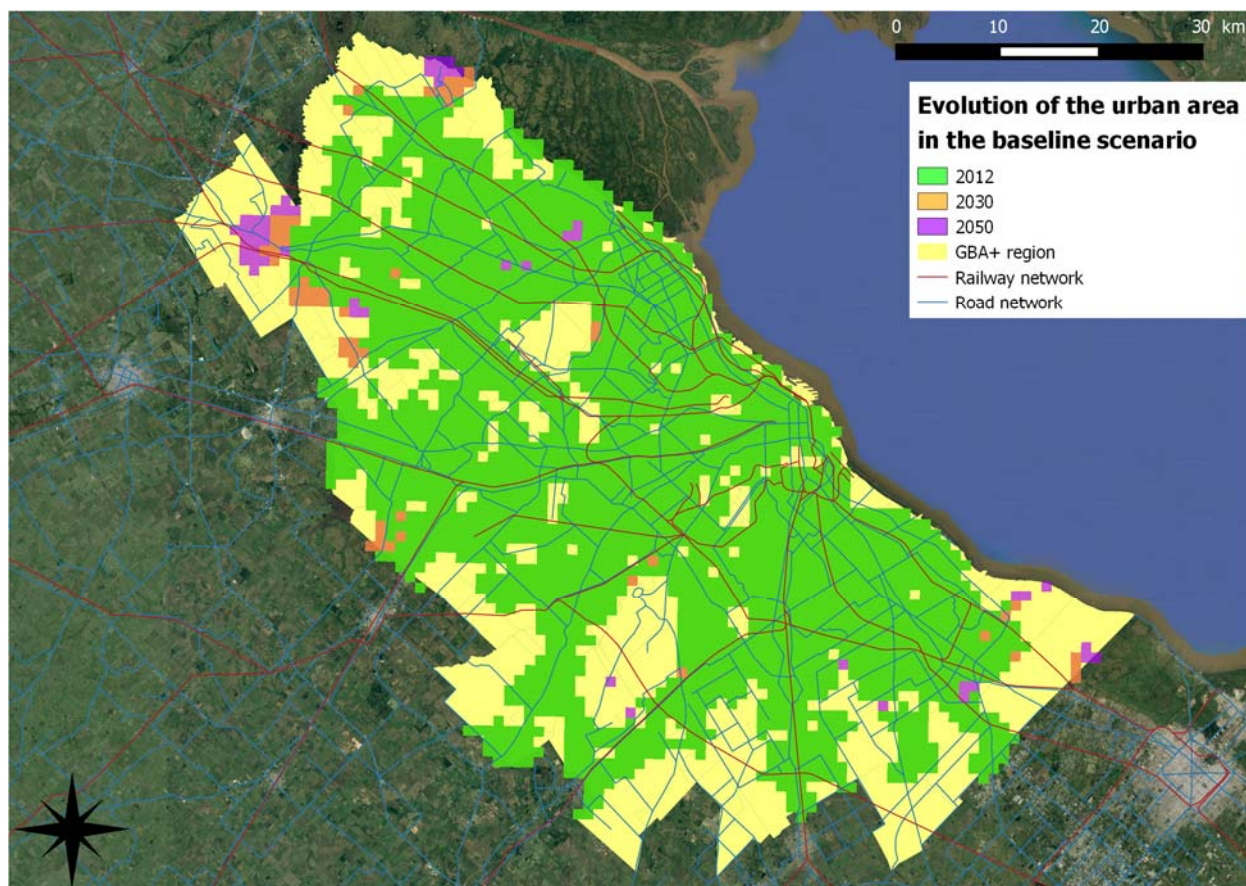 0 10 20 30 km
Evolution of the urban area
in the baseline scenario
2012
2030
2050
GBA+ region
Railway network
Road network